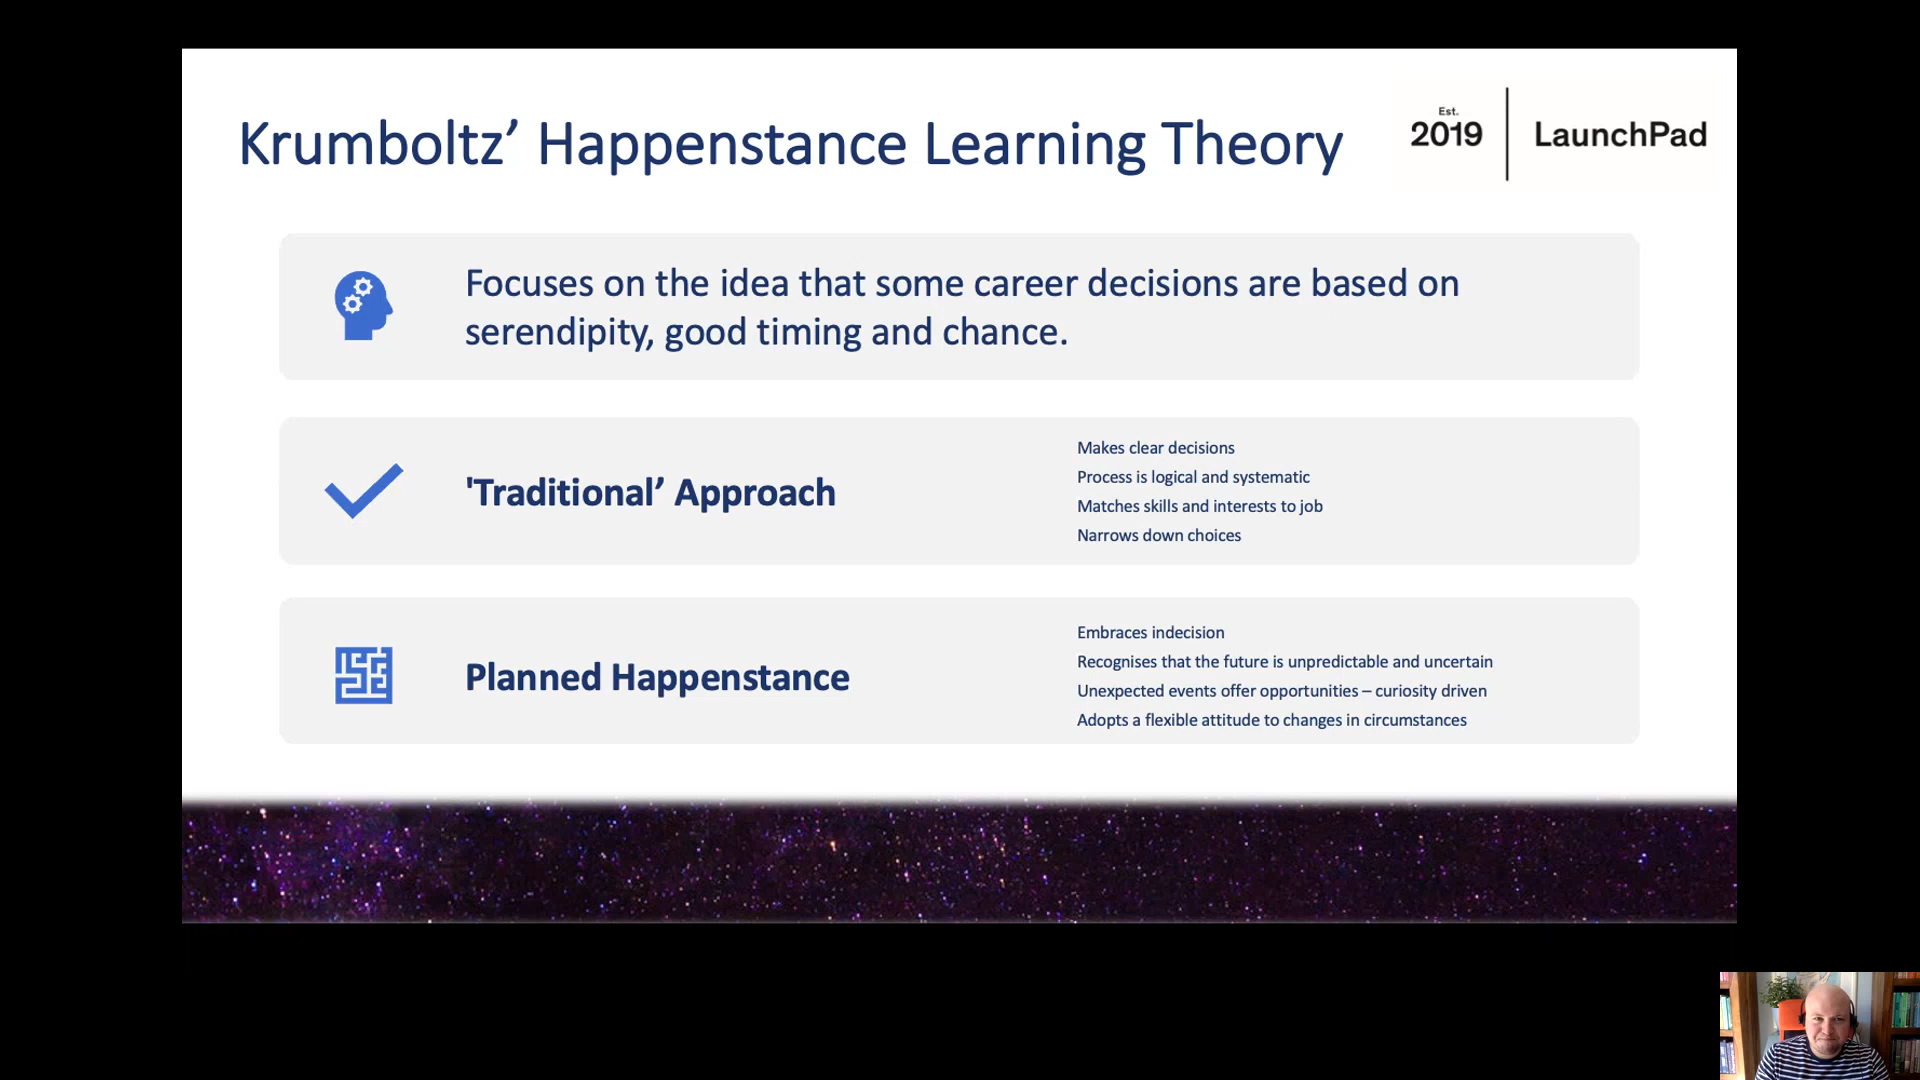 Krumboltz’ Happenstance Learning Theory
Est.
2019
LaunchPad
Focuses on the idea that some career decisions are based on
serendipity, good timing and chance.
'Traditional’ Approach
Makes clear decisions
Process is logical and systematic
Matches skills and interests to job
Narrows down choices
Planned Happenstance
Embraces indecision
Recognises that the future is unpredictable and uncertain
Unexpected events offer opportunities – curiosity driven
Adopts a flexible attitude to changes in circumstances